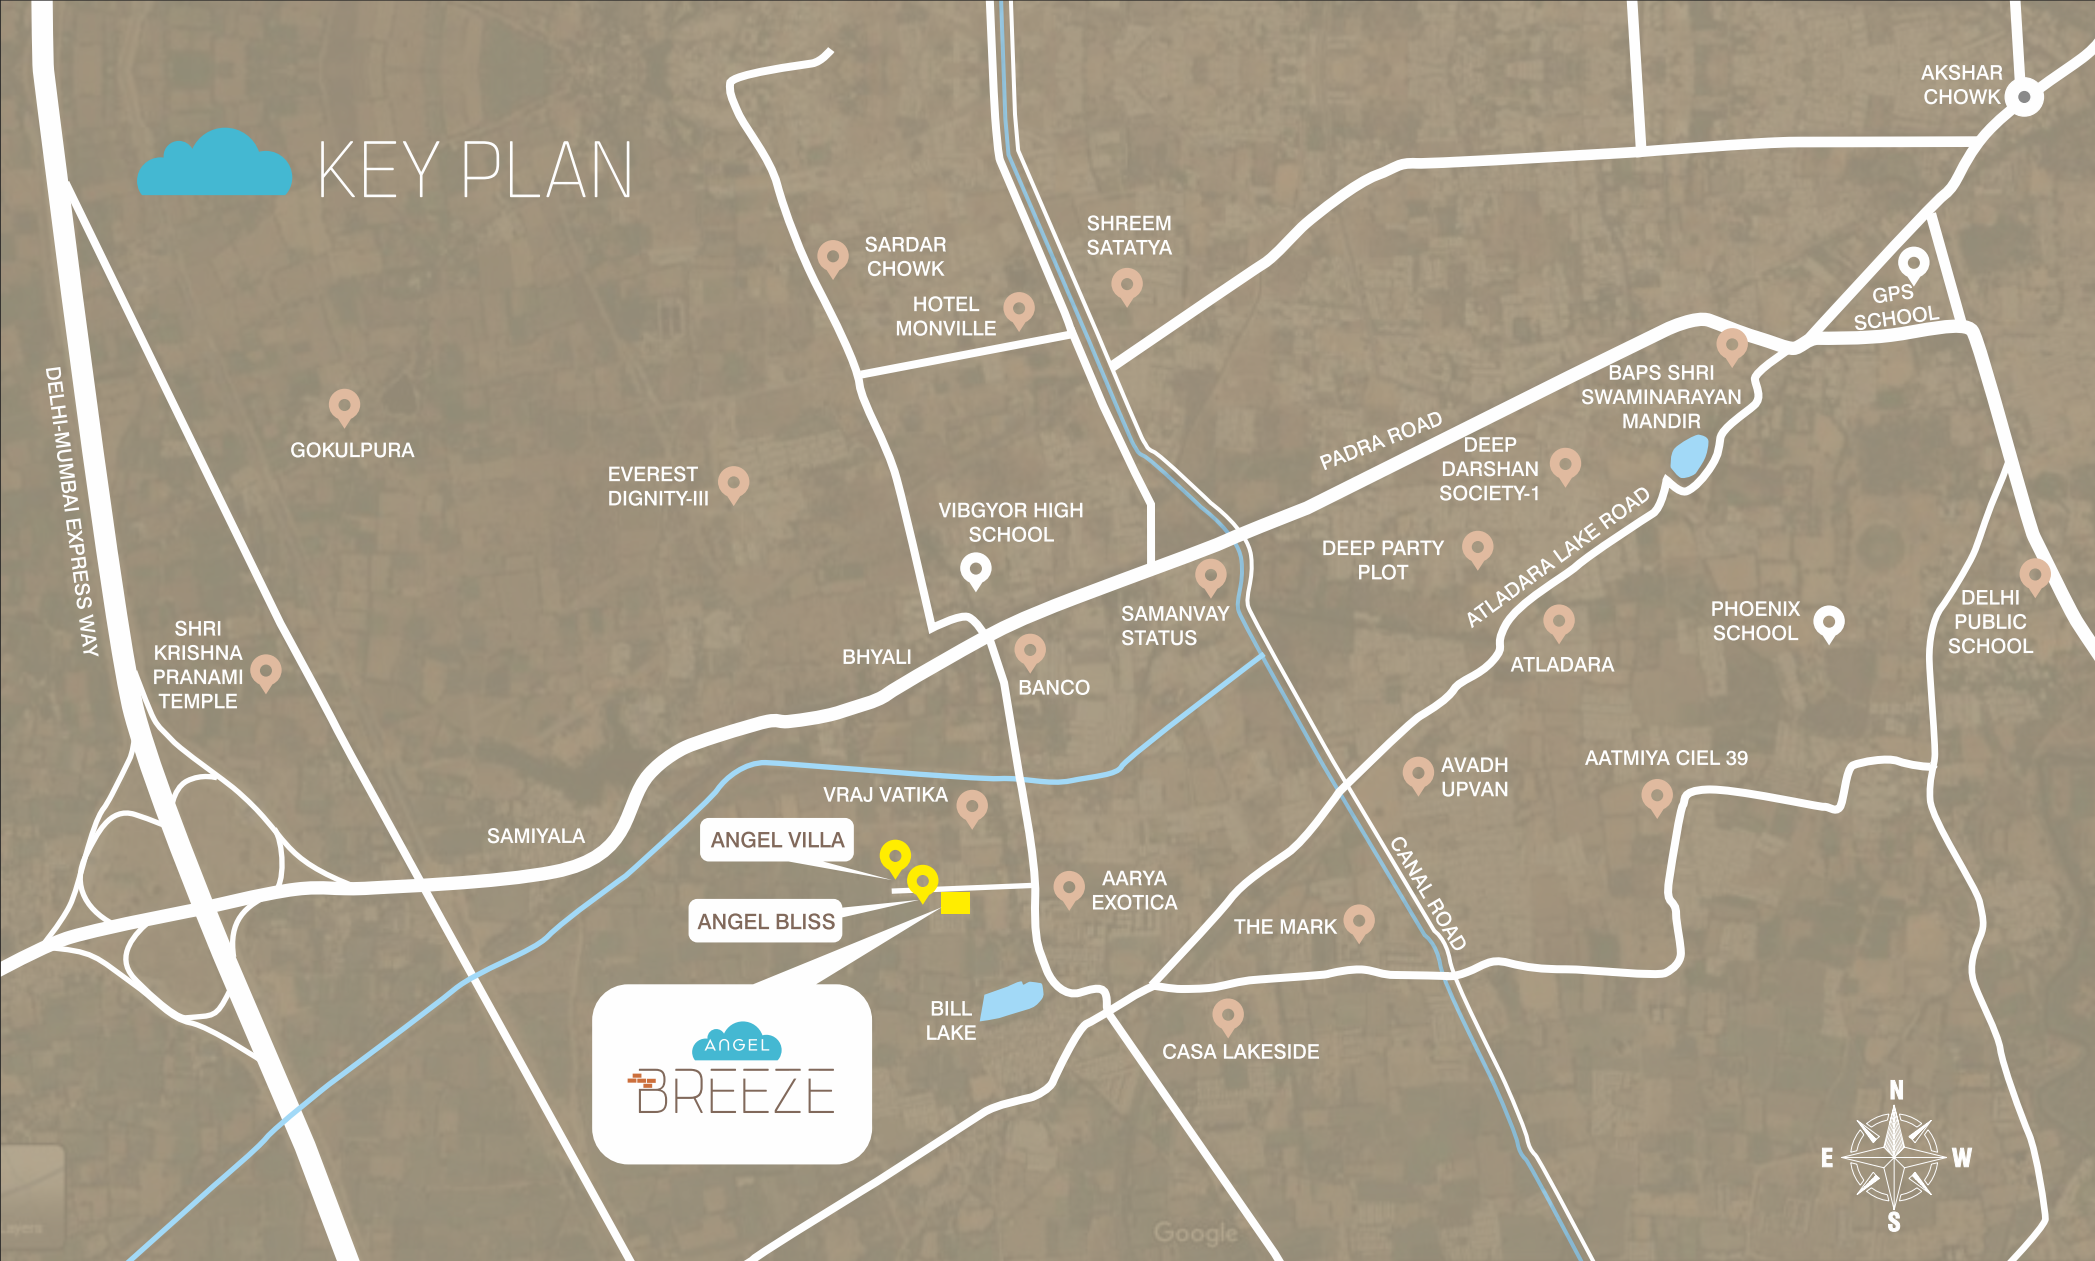 AKSHAR
CHOWK
KEY PLAN
SHREEM
SATATYA
SARDAR
CHOWK
HOTEL
MONVILLE
GPS
SCHOOL
BAPS SHRI
SWAMINARAYAN
MANDIR
DELHI-MUMBAI EXPRESS WAY
GOKULPURA
PADRA ROAD
DEEP
DARSHAN
SOCIETY-1
EVEREST
DIGNITY-III
VIBGYOR HIGH
SCHOOL
ATLADARA LAKE ROAD
DEEP PARTY
PLOT
SAMANVAY
STATUS
PHOENIX
SCHOOL
DELHI
PUBLIC
SCHOOL
SHRI
KRISHNA
PRANAMI
TEMPLE
BHYALI
BANCO
ATLADARA
AVADH
UPVAN
AATMIYA CIEL 39
VRAJ VATIKA
SAMIYALA
ANGEL VILLA
CANAL ROAD
AARYA
EXOTICA
ANGEL BLISS
THE MARK
BILL
LAKE
CASA LAKESIDE
ANGEL
BREEZE
N
E
W
S
Google